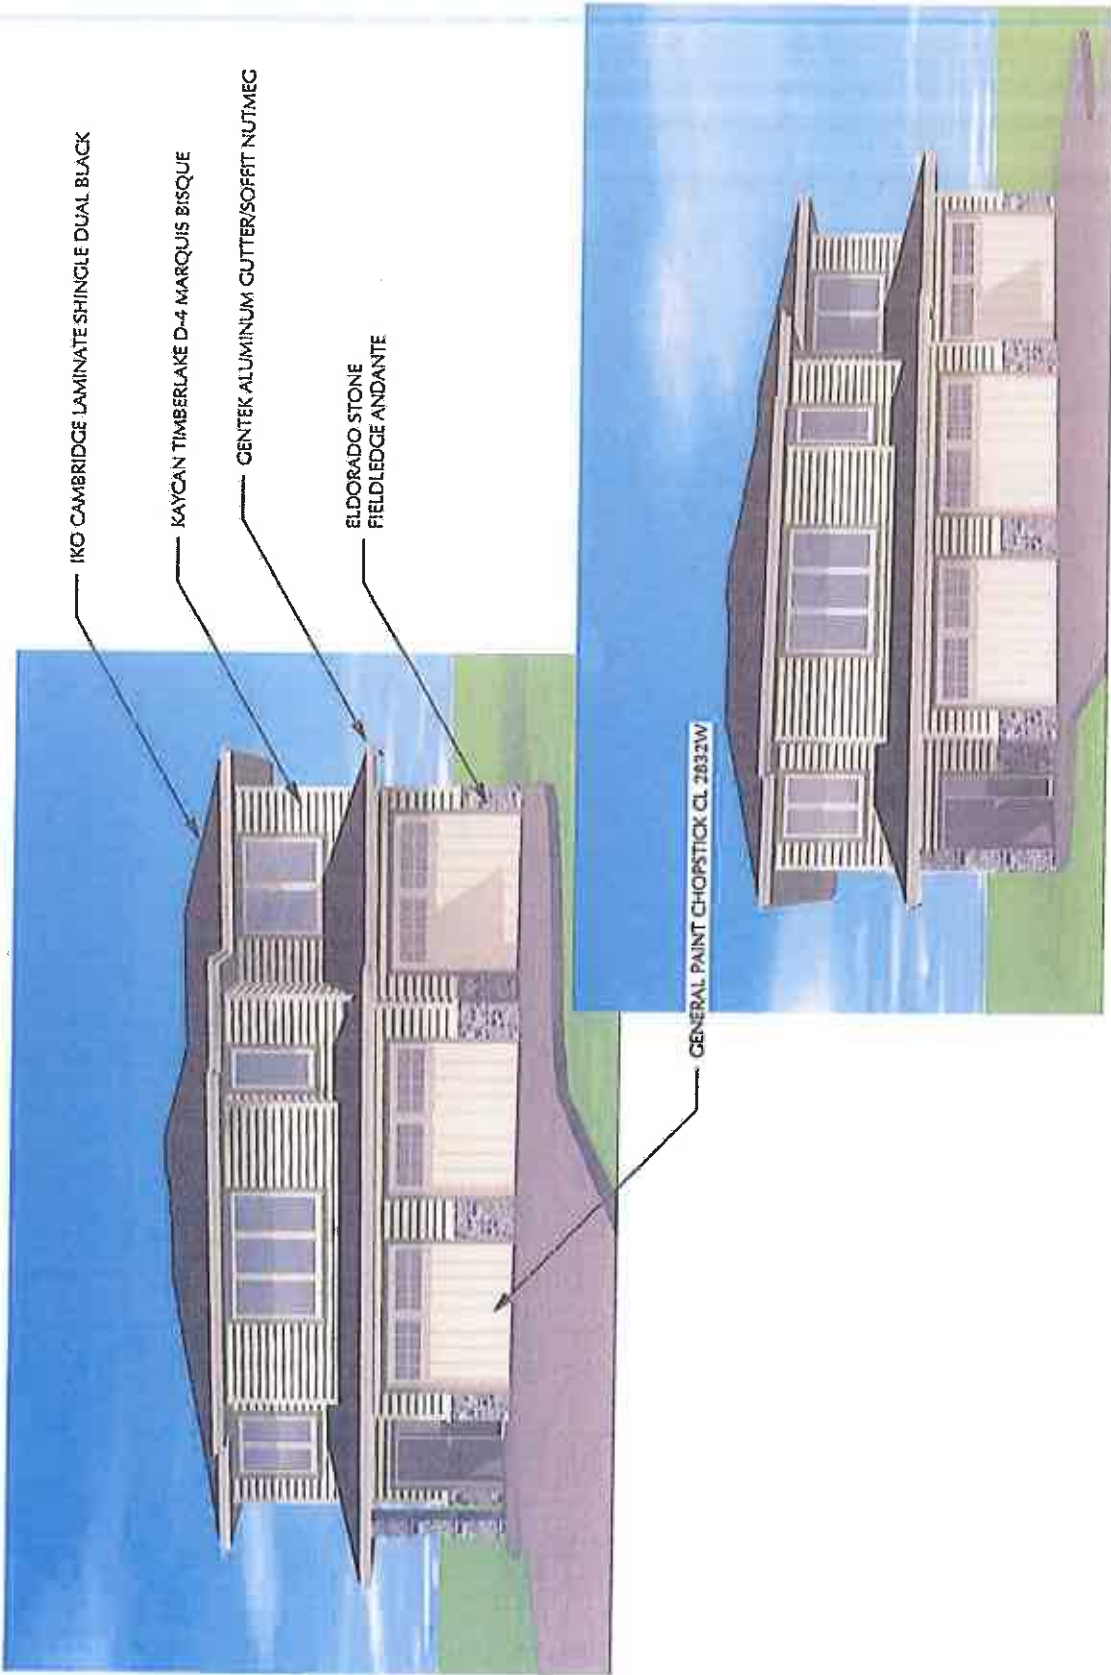 IKO CAMBRIDGE LAMINATE SHINGLE DUAL BLACK
KAYCAN TIMBERLAKE D-4 MARQUIS BISQUE
GENTEK ALUMINUM GUTTER/SOFFIT NUTMEG
ELDORADO STONE
FIELDLEDGE ANDANTE
GENERAL PAINT CHOPSTICK CL 2832W